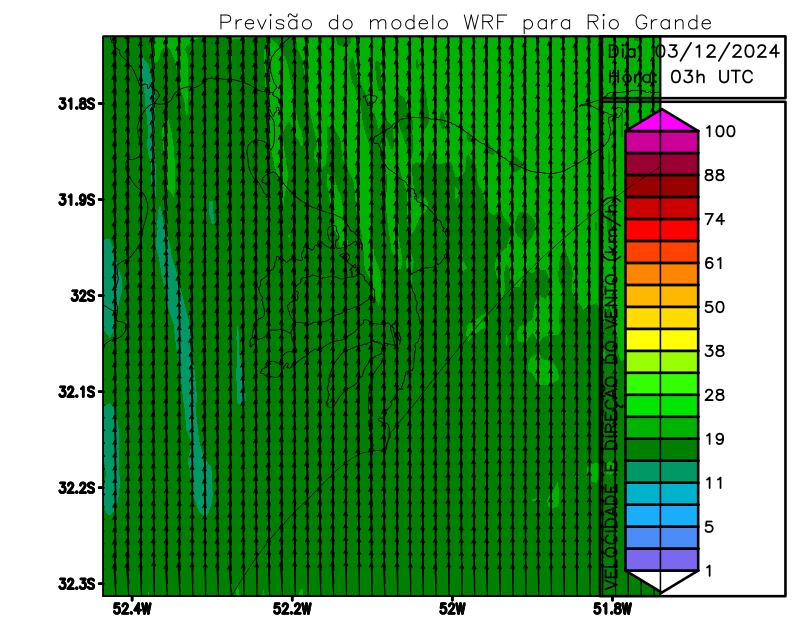 Previsão do modelo WRF para Rio Grande
Dia: 03/12/2024
Hora: 03h UTC
31.8S
31.9S
32S
32.1S
32.2S
32.3S
52.4W
52.2W
52W
51.8W
VELOCIDADE E DIREÇÃO DO VENTO (km/h)
100
88
74
61
50
38
28
19
11
5
1